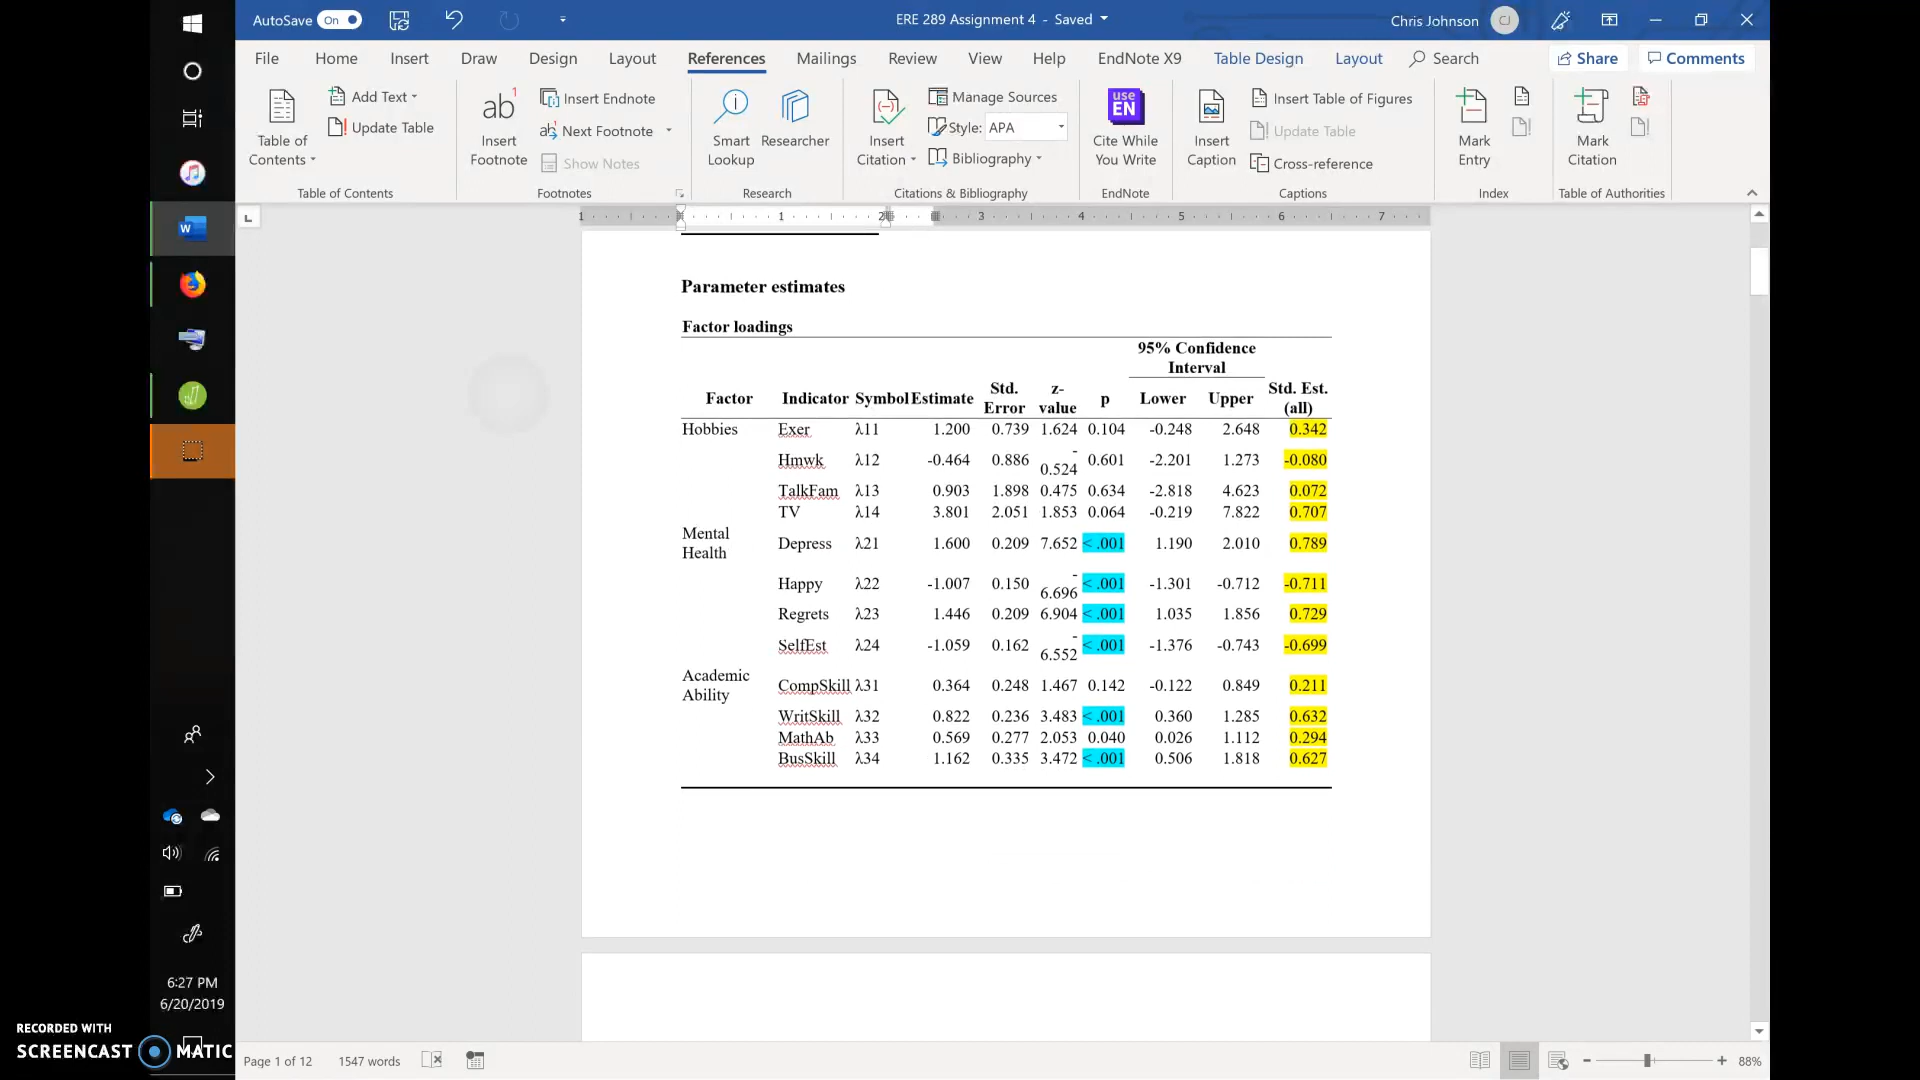 AutoSave On
ERE 289 Assignment 4 - Saved
Chris Johnson CJ
File Home Insert Draw Design Layout References Mailings Review View Help EndNote X9 Table Design Layout Search Share Comments
Table of Contents
Add Text
Update Table
Table of Contents
ab1
Insert Footnote
Insert Endnote
Next Footnote
Show Notes
Footnotes
Smart Lookup
Researcher
Research
Insert Citation
Manage Sources
Style: APA
Bibliography
Citations & Bibliography
use EN
Cite While You Write
EndNote
Insert Caption
Insert Table of Figures
Update Table
Cross-reference
Captions
Mark Entry
Index
Mark Citation
Table of Authorities
1 1 2 3 4 5 6 7
Parameter estimates
Factor loadings
95% Confidence Interval
Factor Indicator Symbol Estimate Std. Error z-value p Lower Upper Std. Est. (all)
Hobbies Exer λ11 1.200 0.739 1.624 0.104 -0.248 2.648 0.342
Hmwk λ12 -0.464 0.886 -0.524 0.601 -2.201 1.273 -0.080
TalkFam λ13 0.903 1.898 0.475 0.634 -2.818 4.623 0.072
TV λ14 3.801 2.051 1.853 0.064 -0.219 7.822 0.707
Mental Health Depress λ21 1.600 0.209 7.652 < .001 1.190 2.010 0.789
Happy λ22 -1.007 0.150 -6.696 < .001 -1.301 -0.712 -0.711
Regrets λ23 1.446 0.209 6.904 < .001 1.035 1.856 0.729
SelfEst λ24 -1.059 0.162 -6.552 < .001 -1.376 -0.743 -0.699
Academic Ability CompSkill λ31 0.364 0.248 1.467 0.142 -0.122 0.849 0.211
WritSkill λ32 0.822 0.236 3.483 < .001 0.360 1.285 0.632
MathAb λ33 0.569 0.277 2.053 0.040 0.026 1.112 0.294
BusSkill λ34 1.162 0.335 3.472 < .001 0.506 1.818 0.627
6:27 PM
6/20/2019
RECORDED WITH
SCREENCAST MATIC
Page 1 of 12 1547 words
88%